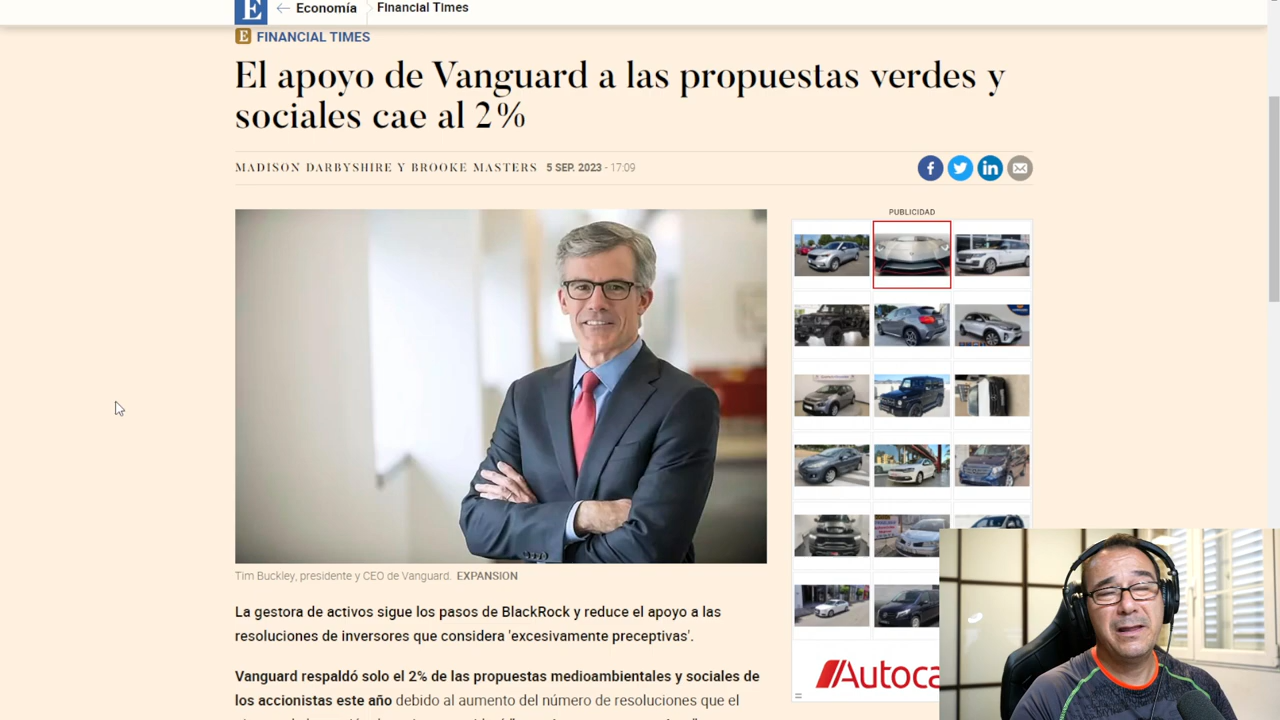 E ← Economía Financial Times
E FINANCIAL TIMES
El apoyo de Vanguard a las propuestas verdes y
sociales cae al 2%
MADISON DARBYSHIRE Y BROOKE MASTERS 5 SEP. 2023 - 17:09
PUBLICIDAD
Tim Buckley, presidente y CEO de Vanguard. EXPANSION
La gestora de activos sigue los pasos de BlackRock y reduce el apoyo a las
resoluciones de inversores que considera 'excesivamente preceptivas'.
Vanguard respaldó solo el 2% de las propuestas medioambientales y sociales de
los accionistas este año debido al aumento del número de resoluciones que el